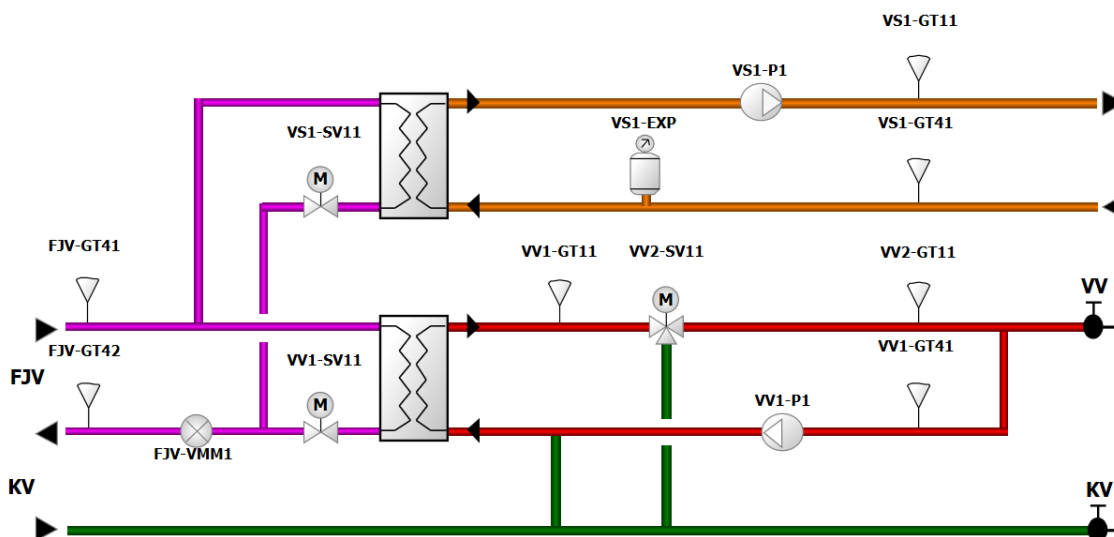 VS1-GT11
VS1-P1
VS1-EXP
VS1-GT41
VS1-SV11
M
FJV-GT41
VV1-GT11
VV2-SV11
VV2-GT11
VV
M
FJV-GT42
VV1-SV11
VV1-GT41
FJV
M
VV1-P1
FJV-VMM1
KV
KV